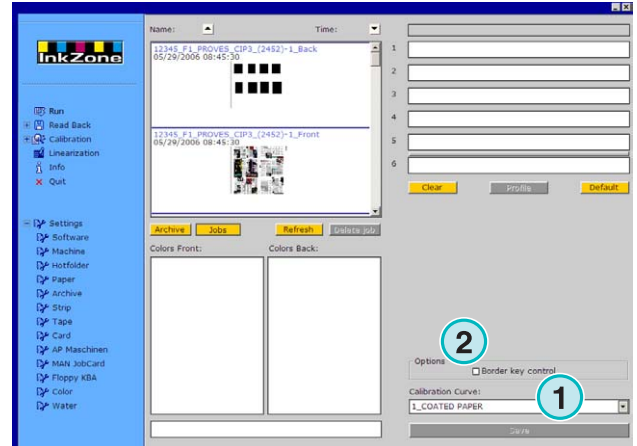 InkZone
Run
Read Back
Calibration
Linearization
Info
Quit
Settings
Software
Machine
Hotfolder
Paper
Archive
Strip
Tape
Card
AP Maschinen
MAN JobCard
Floppy KBA
Color
Water
Name:
Time:
12345_F1_PROVES_CIP3_(2452)-1_Back
05/29/2006 08:45:30
12345_F1_PROVES_CIP3_(2452)-1_Front
05/29/2006 08:45:30
Archive Jobs Refresh Delete job
Colors Front: Colors Back:
1
2
3
4
5
6
Clear Profile Default
2
Options
Border key control
1
Calibration Curve:
1_COATED PAPER
Save